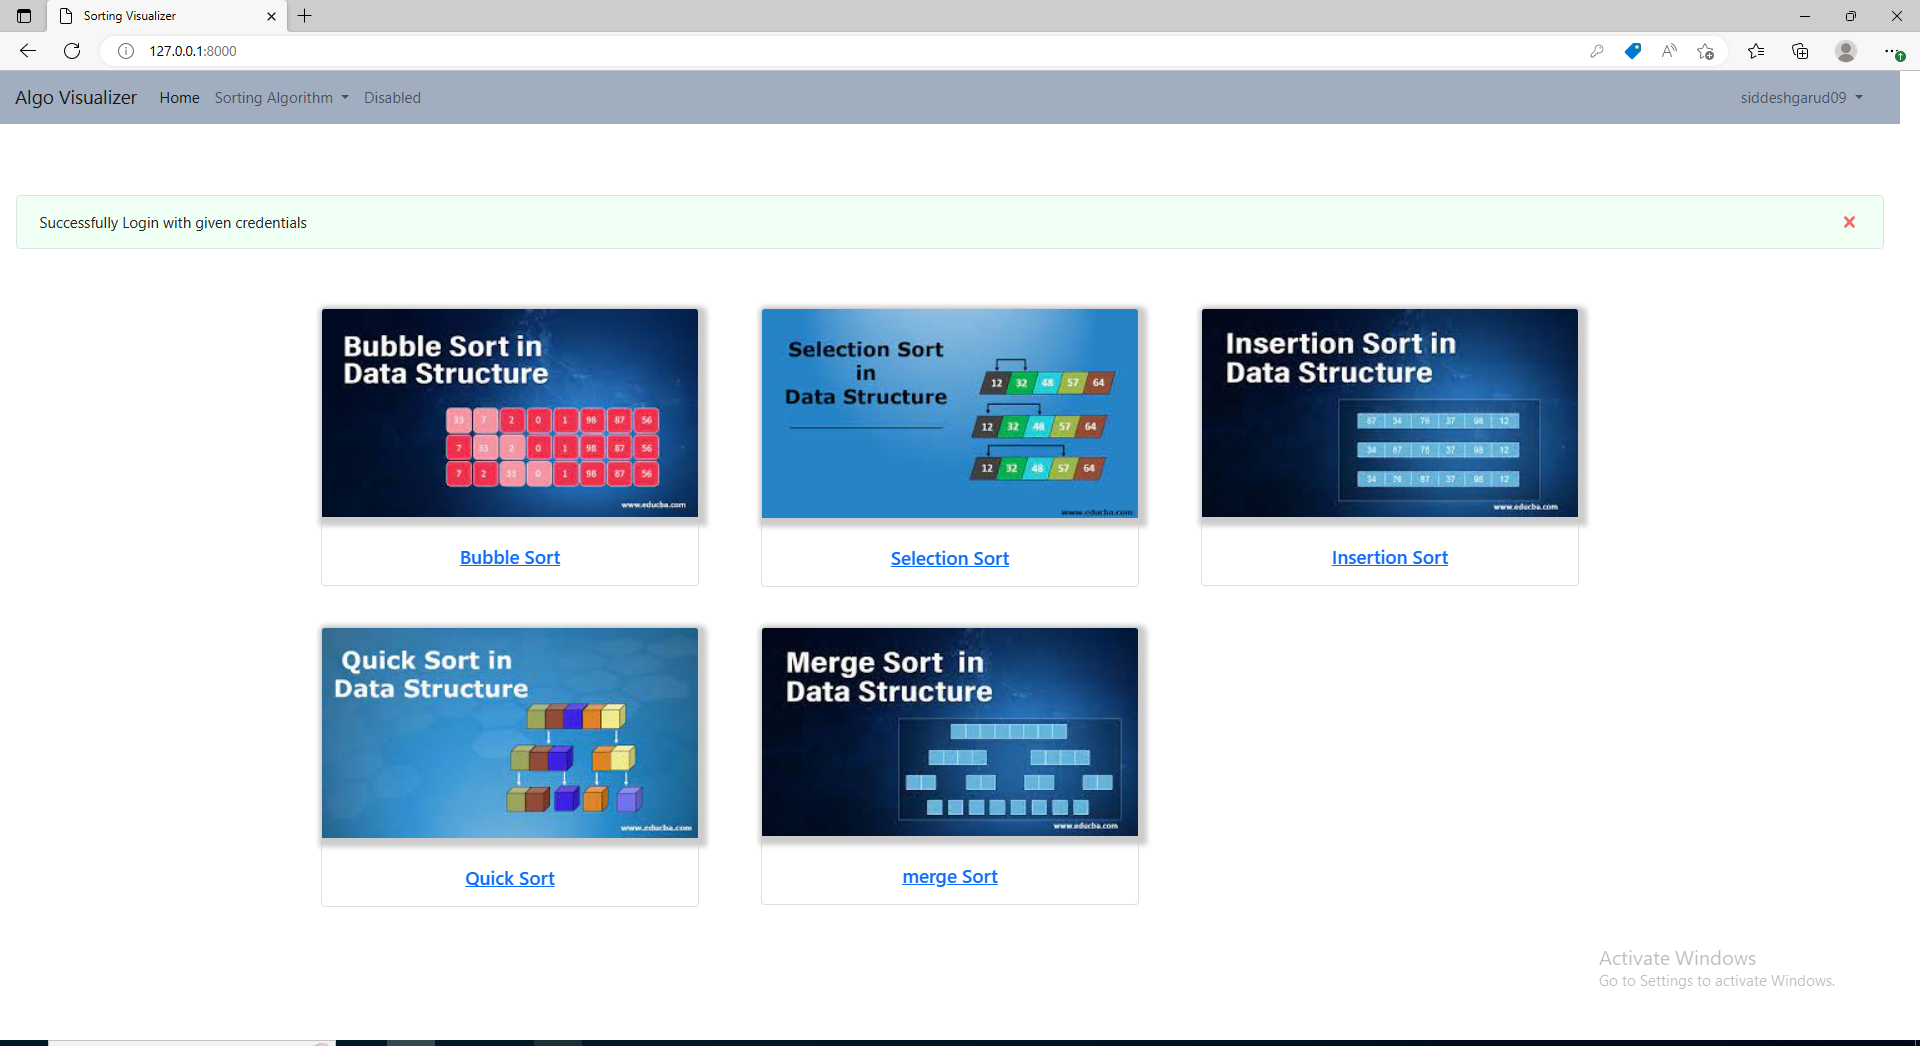 Sorting Visualizer
127.0.0.1:8000
Algo Visualizer Home Sorting Algorithm Disabled siddeshgarud09
Successfully Login with given credentials
Bubble Sort in
Data Structure
33 7 2 0 1 98 87 56
7 33 2 0 1 98 87 56
7 2 33 0 1 98 87 56
www.educba.com
Bubble Sort
Selection Sort
in
Data Structure
12 32 48 57 64
12 32 48 57 64
12 32 48 57 64
www.educba.com
Selection Sort
Insertion Sort in
Data Structure
87 34 76 37 98 12
34 87 76 37 98 12
34 76 87 37 98 12
www.educba.com
Insertion Sort
Quick Sort in
Data Structure
www.educba.com
Quick Sort
Merge Sort in
Data Structure
www.educba.com
merge Sort
Activate Windows
Go to Settings to activate Windows.